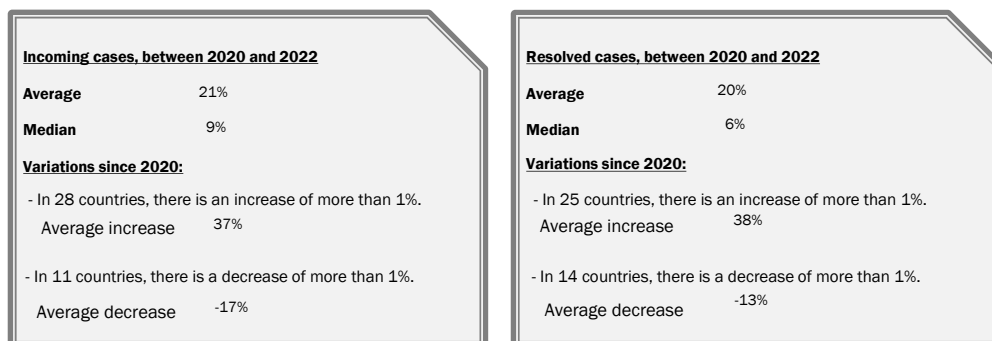 Incoming cases, between 2020 and 2022
Average 21%
Median 9%
Variations since 2020:
- In 28 countries, there is an increase of more than 1%.
Average increase 37%
- In 11 countries, there is a decrease of more than 1%.
Average decrease -17%
Resolved cases, between 2020 and 2022
Average 20%
Median 6%
Variations since 2020:
- In 25 countries, there is an increase of more than 1%.
Average increase 38%
- In 14 countries, there is a decrease of more than 1%.
Average decrease -13%